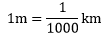 1m = 1/1000 km